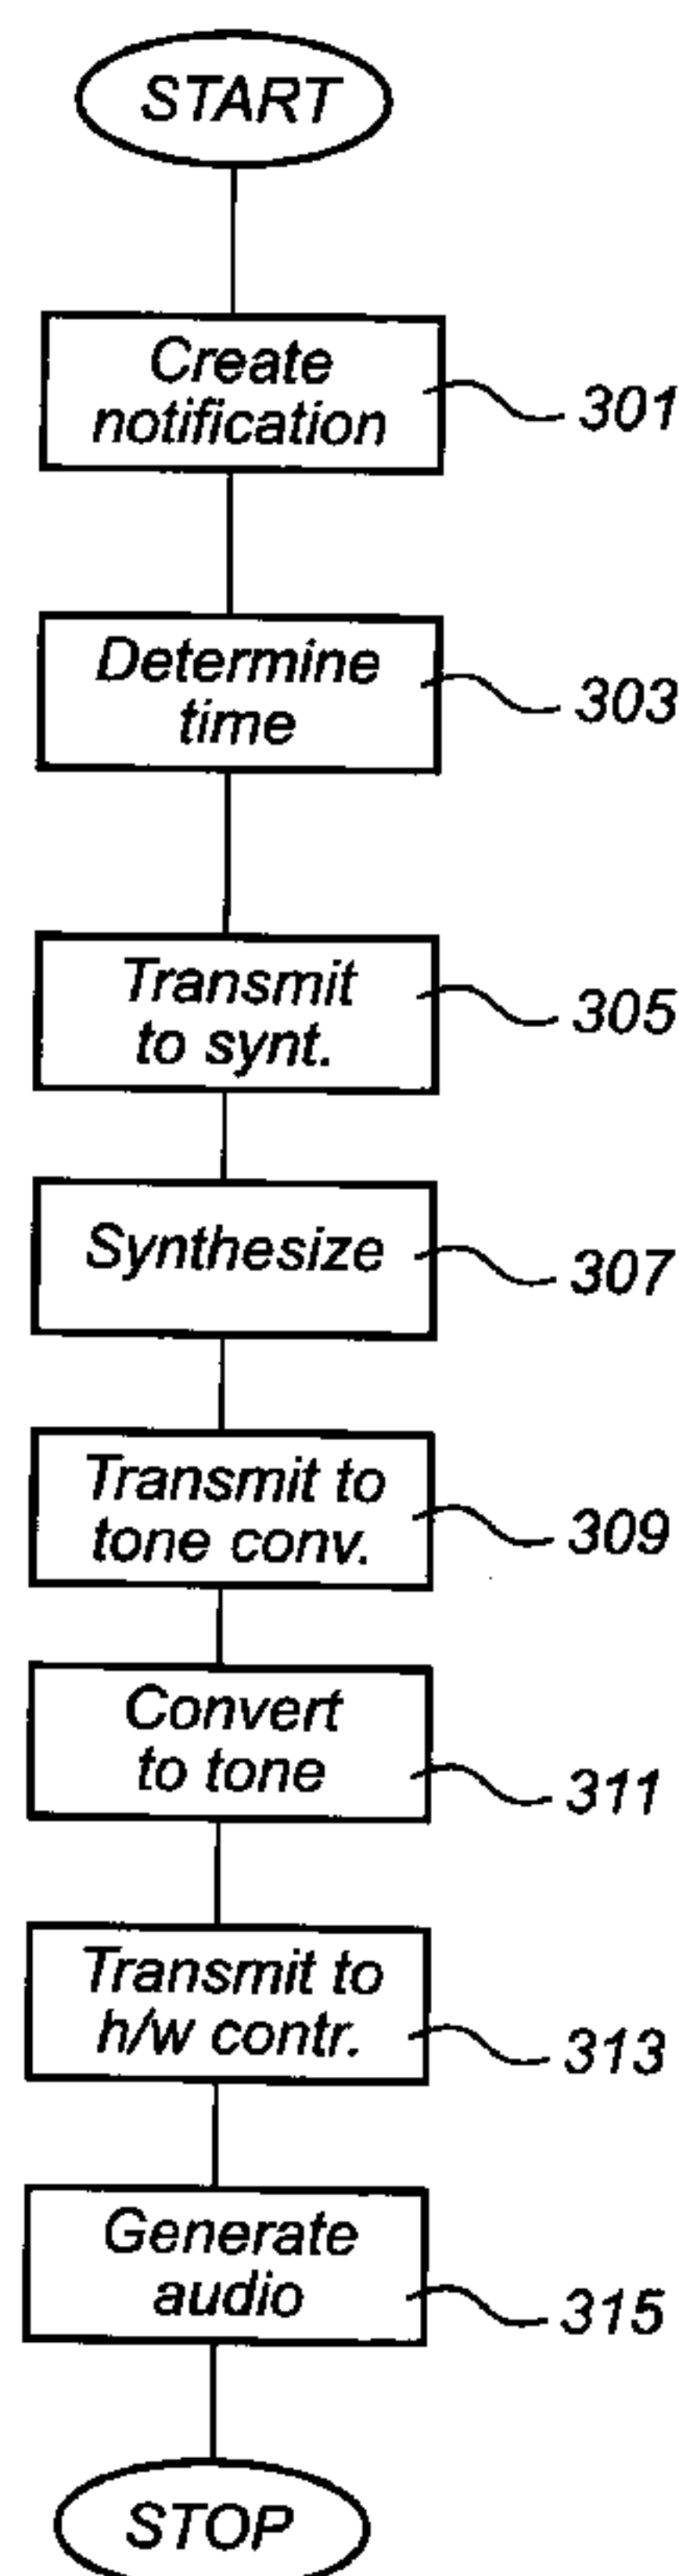 START
Create
notification
301
Determine
time
303
Transmit
to synt.
305
Synthesize
307
Transmit to
tone conv.
309
Convert
to tone
311
Transmit to
h/w contr.
313
Generate
audio
315
STOP